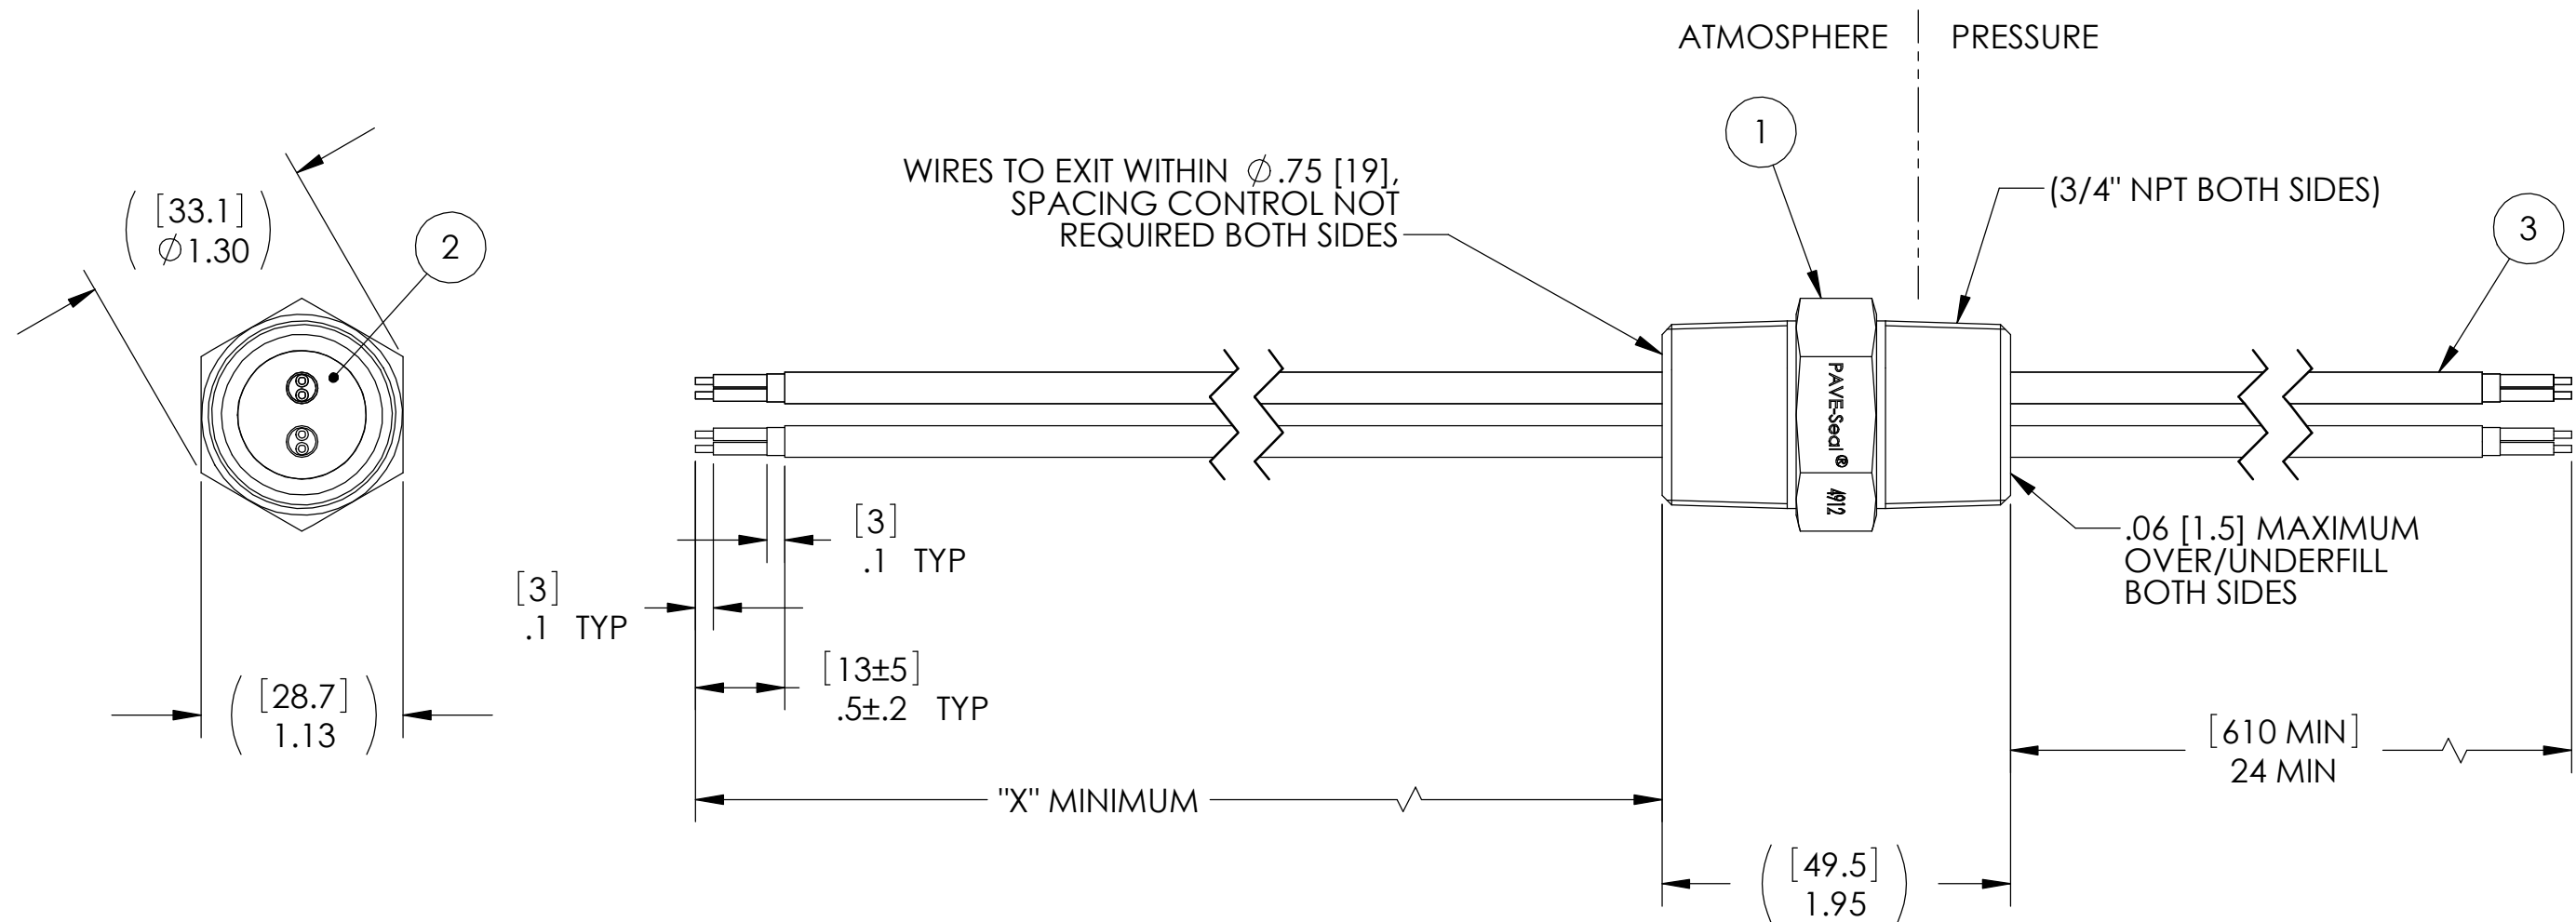 ATMOSPHERE
PRESSURE
1
WIRES TO EXIT WITHIN ⌀.75 [19],
SPACING CONTROL NOT
REQUIRED BOTH SIDES
(3/4" NPT BOTH SIDES)
3
([33.1]
⌀1.30)
2
PAVE-Seal®
4912
[3]
.1 TYP
[3]
.1 TYP
[13±5]
.5±.2 TYP
.06 [1.5] MAXIMUM
OVER/UNDERFILL
BOTH SIDES
([28.7]
1.13)
"X" MINIMUM
[610 MIN]
24 MIN
([49.5]
1.95)